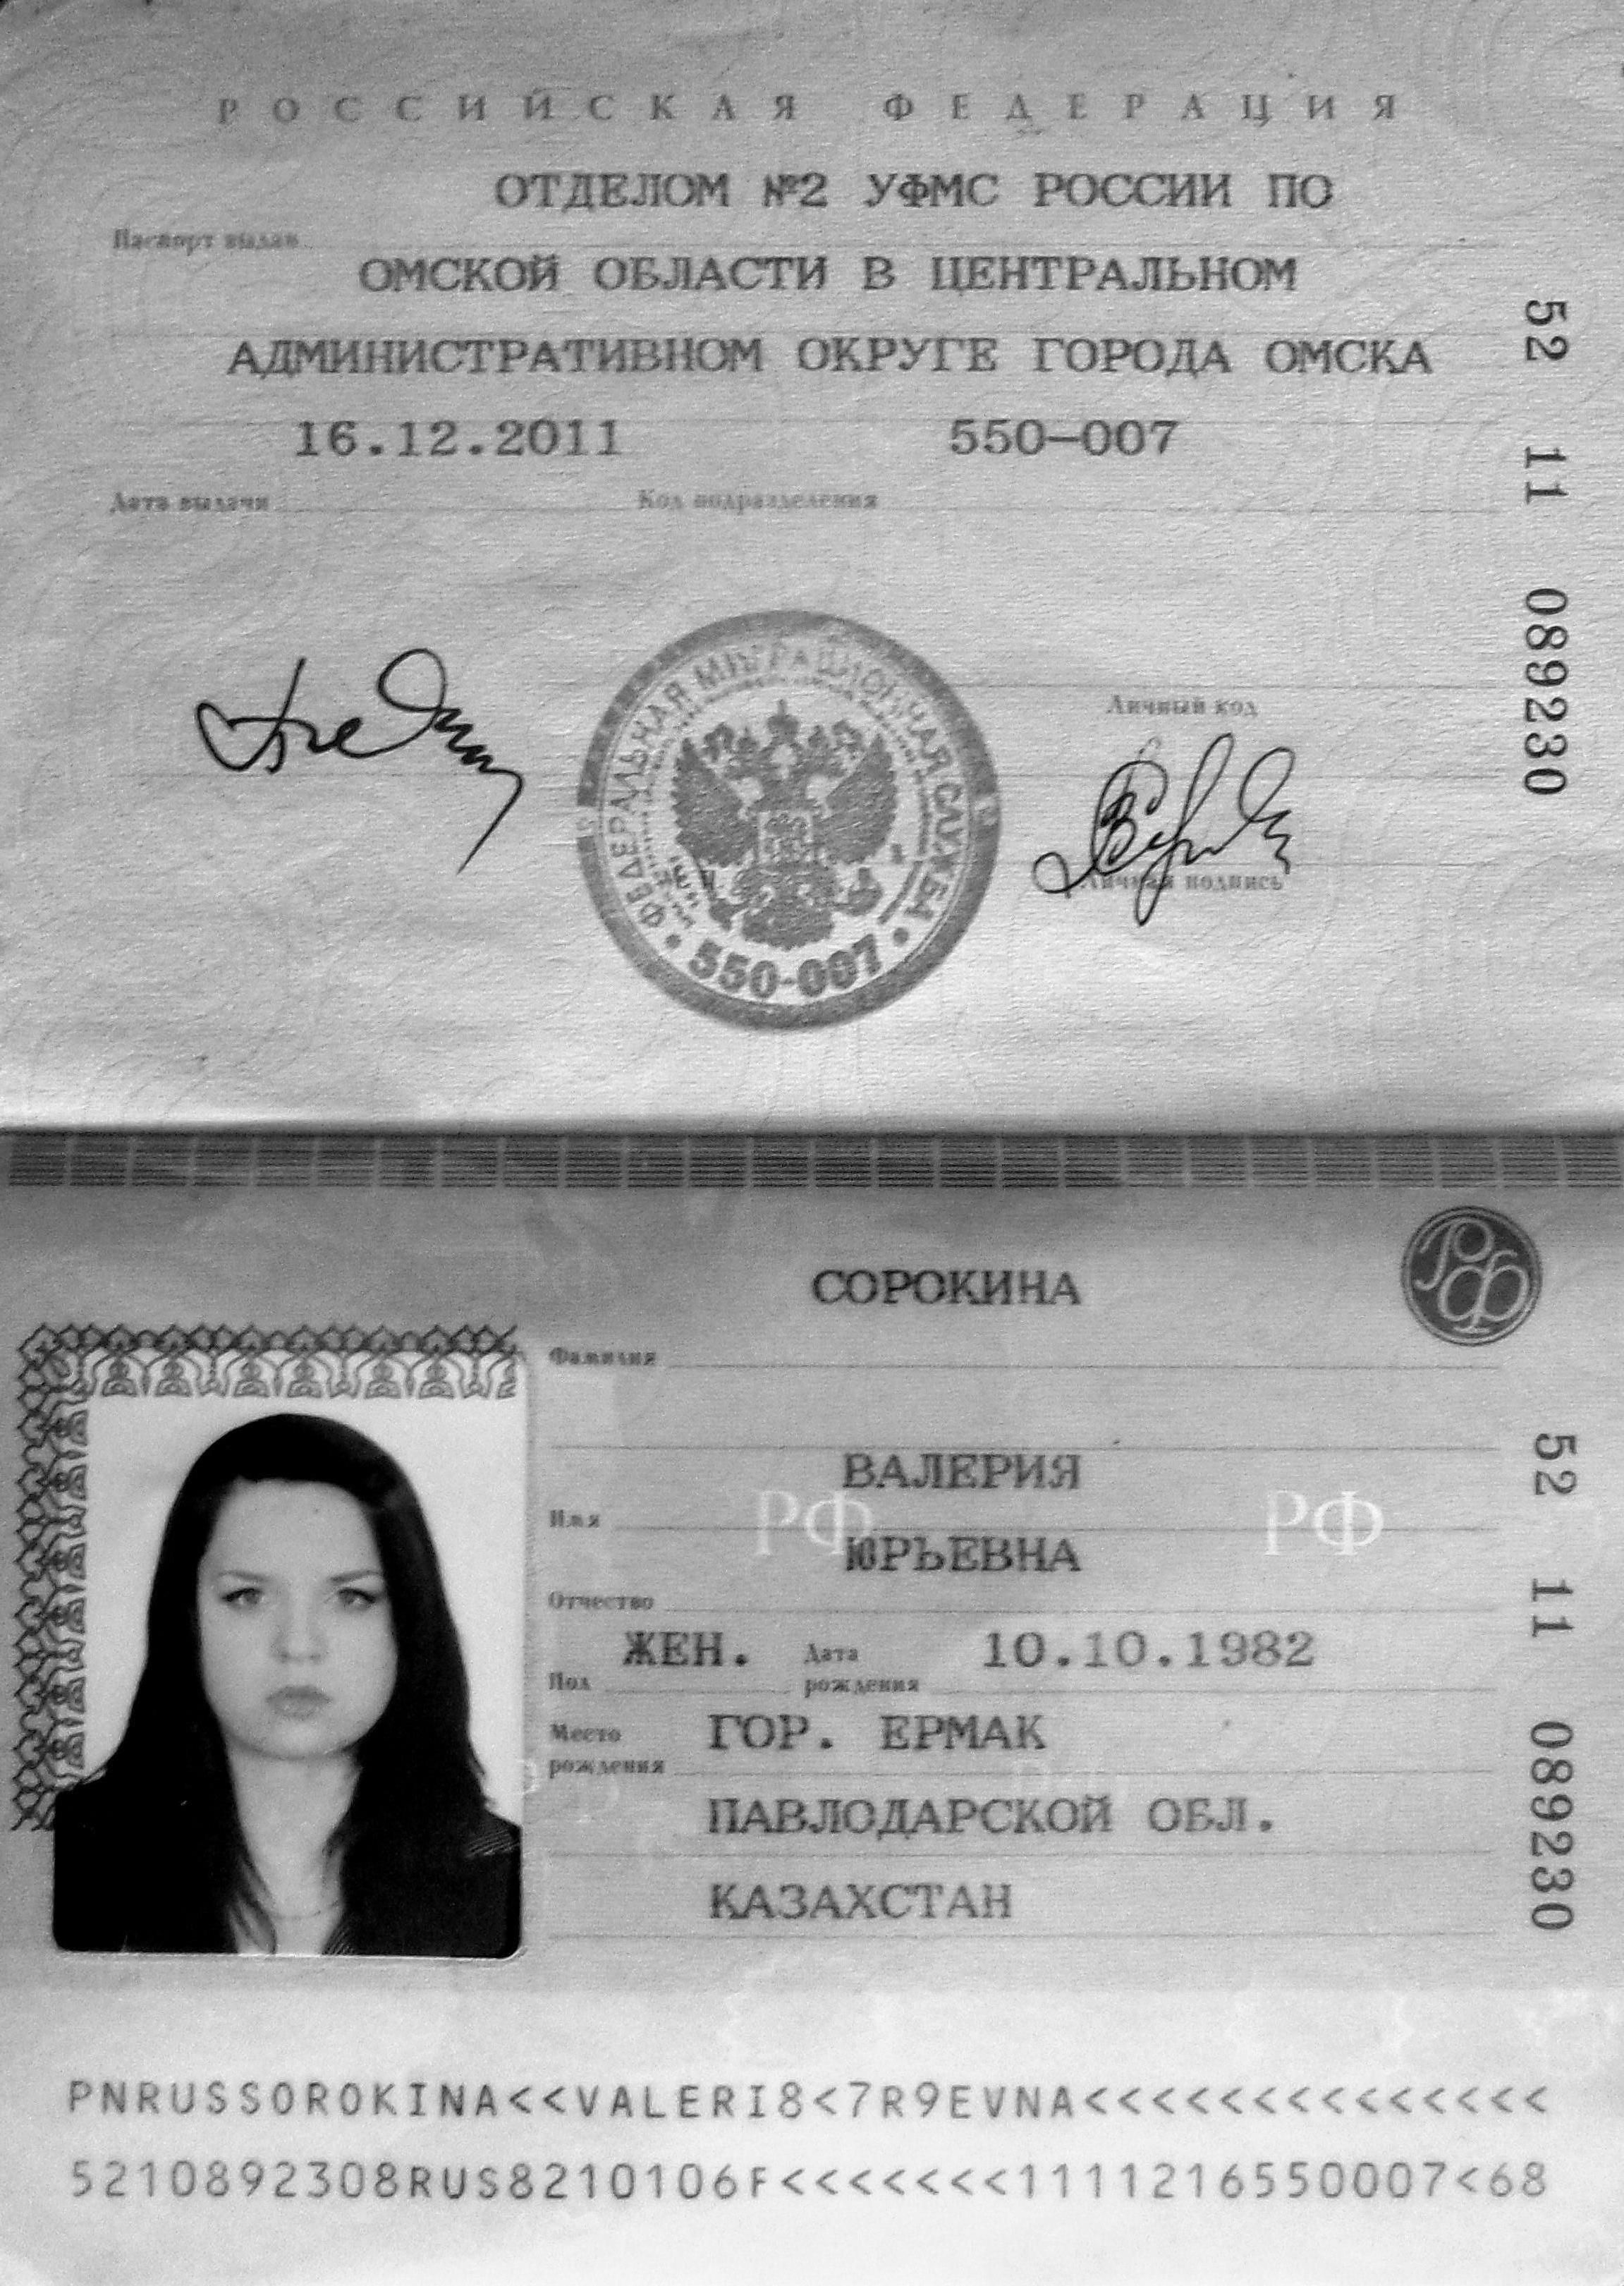 РОССИЙСКАЯ ФЕДЕРАЦИЯ
ОТДЕЛОМ №2 УФМС РОССИИ ПО
Паспорт выдан
ОМСКОЙ ОБЛАСТИ В ЦЕНТРАЛЬНОМ
АДМИНИСТРАТИВНОМ ОКРУГЕ ГОРОДА ОМСКА
16.12.2011 550-007
Дата выдачи Код подразделения
52 11 089230
ФЕДЕРАЛЬНАЯ МИГРАЦИОННАЯ СЛУЖБА
550-007
Личный код
Личная подпись
РФ
СОРОКИНА
Фамилия
ВАЛЕРИЯ
Имя
РФ РФ
ЮРЬЕВНА
Отчество
ЖЕН. Дата рождения 10.10.1982
Пол
Место рождения ГОР. ЕРМАК
ПАВЛОДАРСКОЙ ОБЛ.
КАЗАХСТАН
52 11 089230
PNRUSSOROKINA<<VALERI8<7R9EVNA<<<<<<<<<<<<<<
5210892308RUS8210106F<<<<<<<1111216550007<68